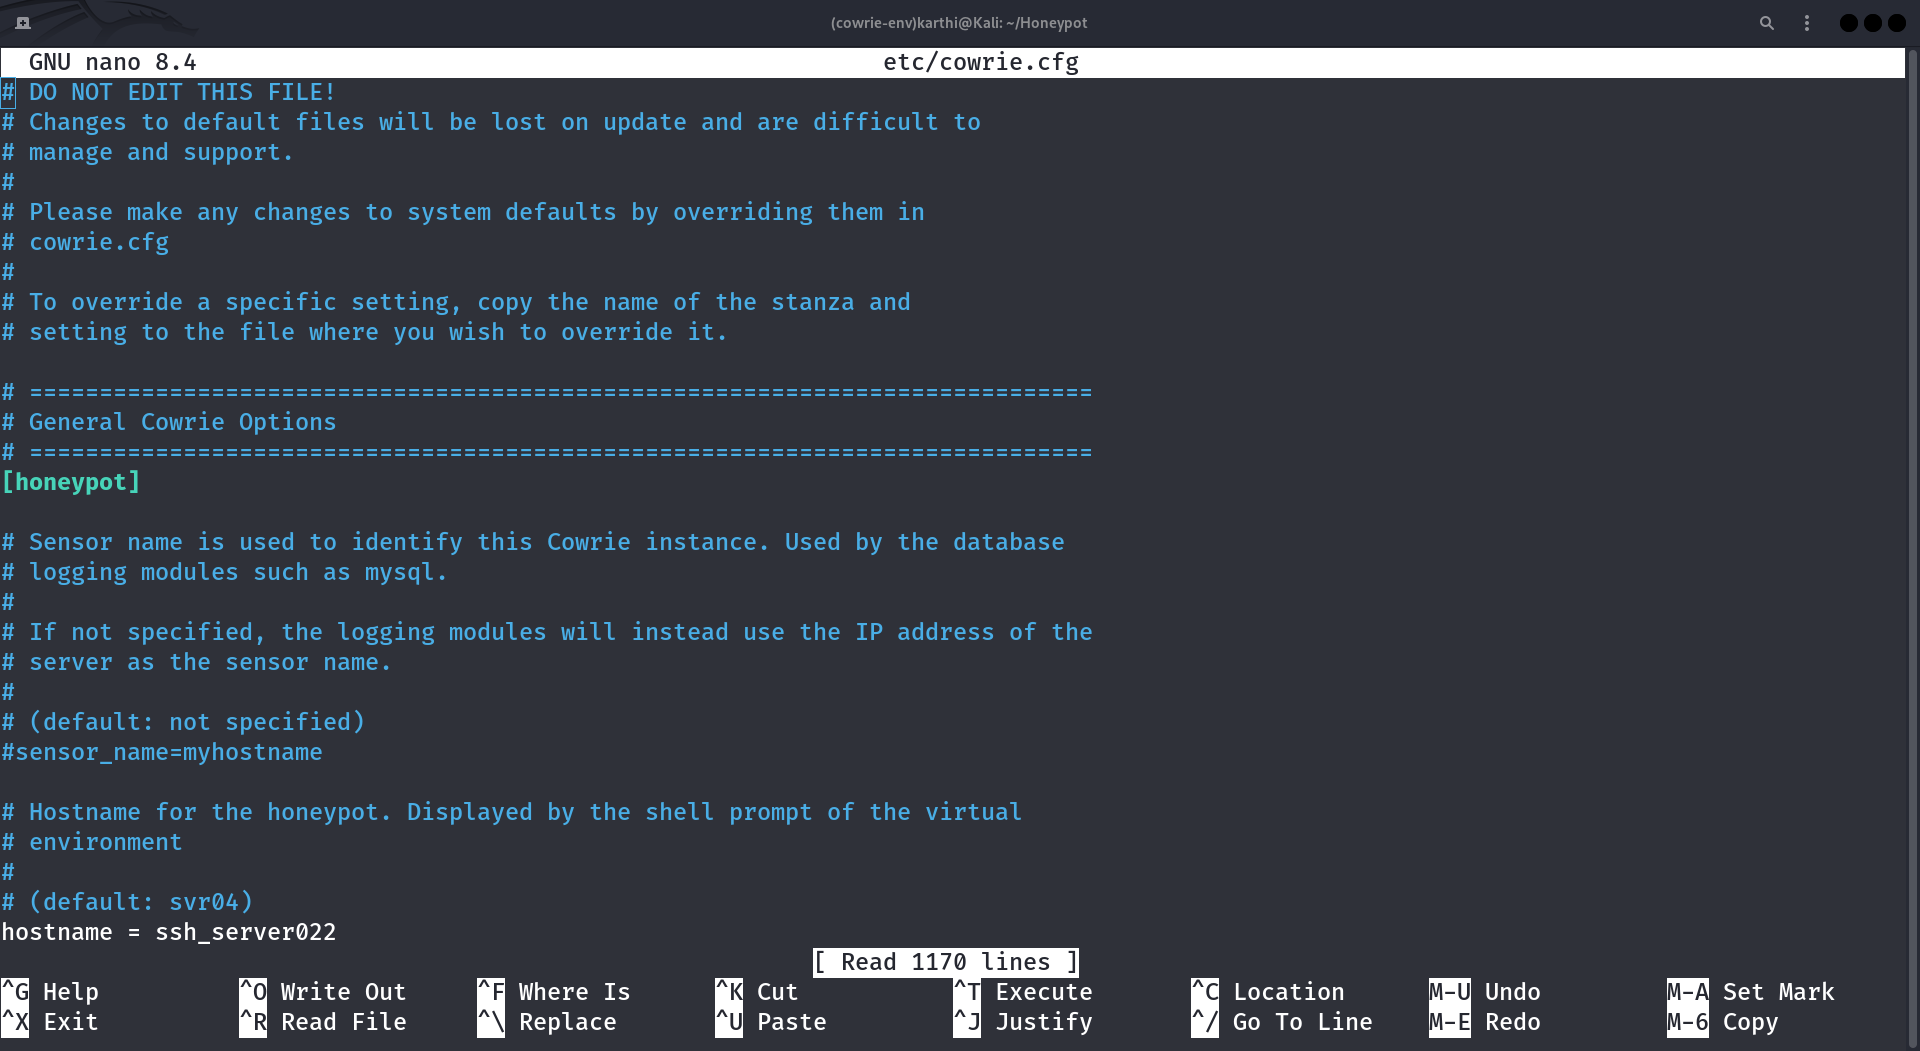 (cowrie-env)karthi@Kali: ~/Honeypot
GNU nano 8.4 etc/cowrie.cfg
# DO NOT EDIT THIS FILE!
# Changes to default files will be lost on update and are difficult to
# manage and support.
#
# Please make any changes to system defaults by overriding them in
# cowrie.cfg
#
# To override a specific setting, copy the name of the stanza and
# setting to the file where you wish to override it.
# ============================================================================
# General Cowrie Options
# ============================================================================
[honeypot]
# Sensor name is used to identify this Cowrie instance. Used by the database
# logging modules such as mysql.
#
# If not specified, the logging modules will instead use the IP address of the
# server as the sensor name.
#
# (default: not specified)
#sensor_name=myhostname
# Hostname for the honeypot. Displayed by the shell prompt of the virtual
# environment
#
# (default: svr04)
hostname = ssh_server022
[ Read 1170 lines ]
^G Help ^O Write Out ^F Where Is ^K Cut ^T Execute ^C Location M-U Undo M-A Set Mark
^X Exit ^R Read File ^\ Replace ^U Paste ^J Justify ^/ Go To Line M-E Redo M-6 Copy